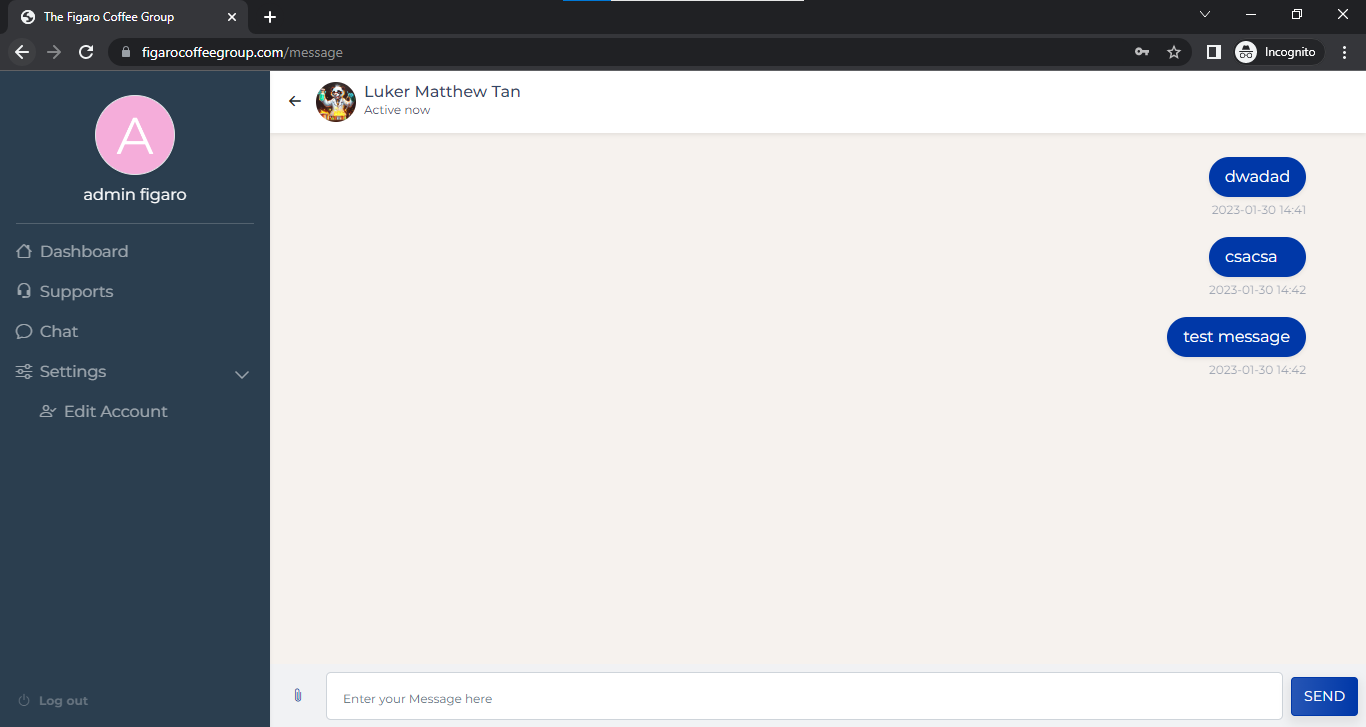 The Figaro Coffee Group
figarocoffeegroup.com/message
Incognito
A
admin figaro
Dashboard
Supports
Chat
Settings
Edit Account
Log out
Luker Matthew Tan
Active now
dwadad
2023-01-30 14:41
csacsa
2023-01-30 14:42
test message
2023-01-30 14:42
Enter your Message here
SEND